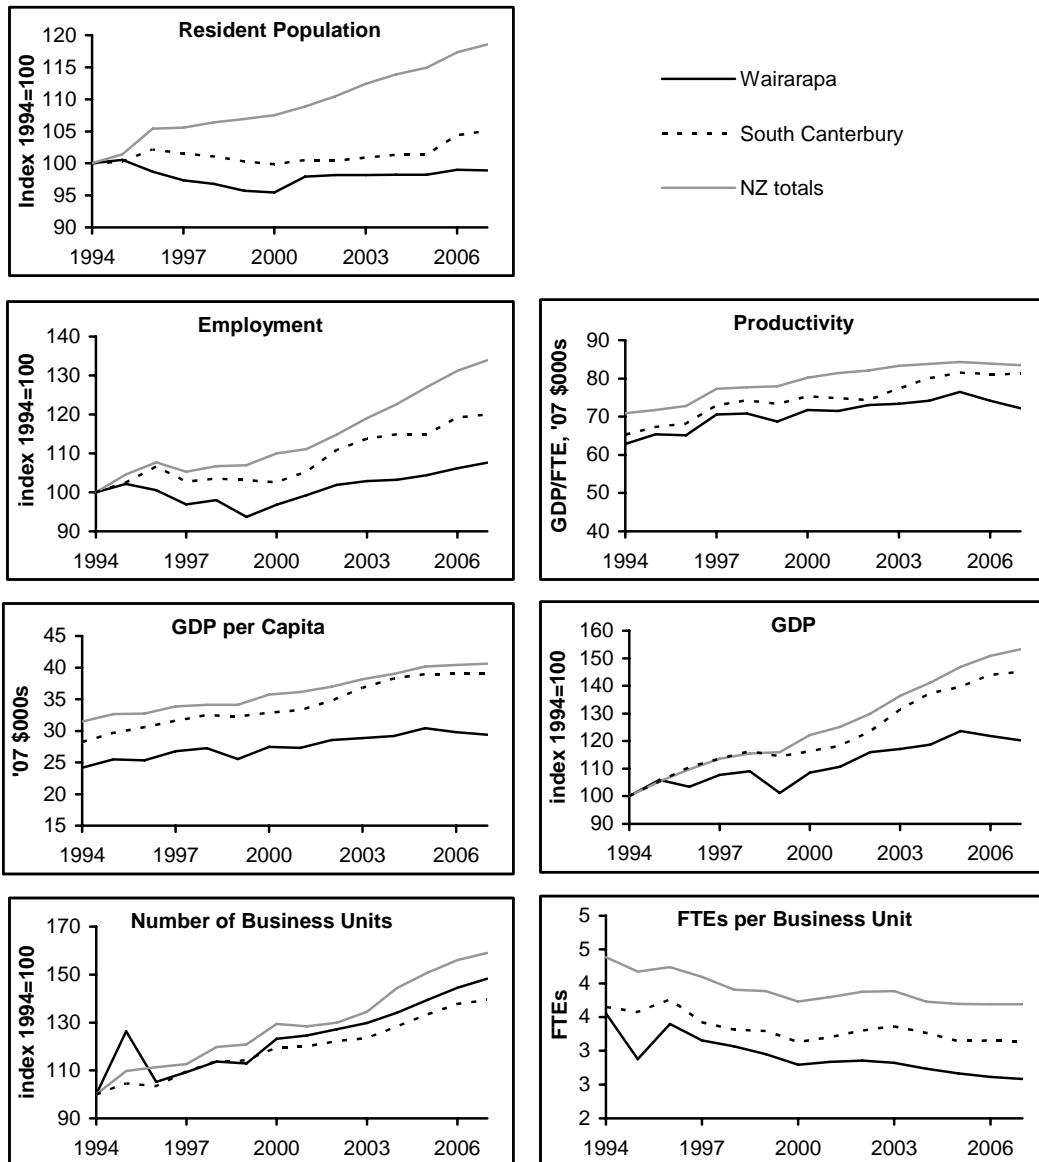 Resident Population
Index 1994=100
120
115
110
105
100
95
90
1994 1997 2000 2003 2006
Wairarapa
South Canterbury
NZ totals
Employment
index 1994=100
140
130
120
110
100
90
1994 1997 2000 2003 2006
Productivity
GDP/FTE, '07 $000s
90
80
70
60
50
40
1994 1997 2000 2003 2006
GDP per Capita
'07 $000s
45
40
35
30
25
20
15
1994 1997 2000 2003 2006
GDP
index 1994=100
160
150
140
130
120
110
100
90
1994 1997 2000 2003 2006
Number of Business Units
index 1994=100
170
150
130
110
90
1994 1997 2000 2003 2006
FTEs per Business Unit
FTEs
5
5
4
4
3
3
2
1994 1997 2000 2003 2006